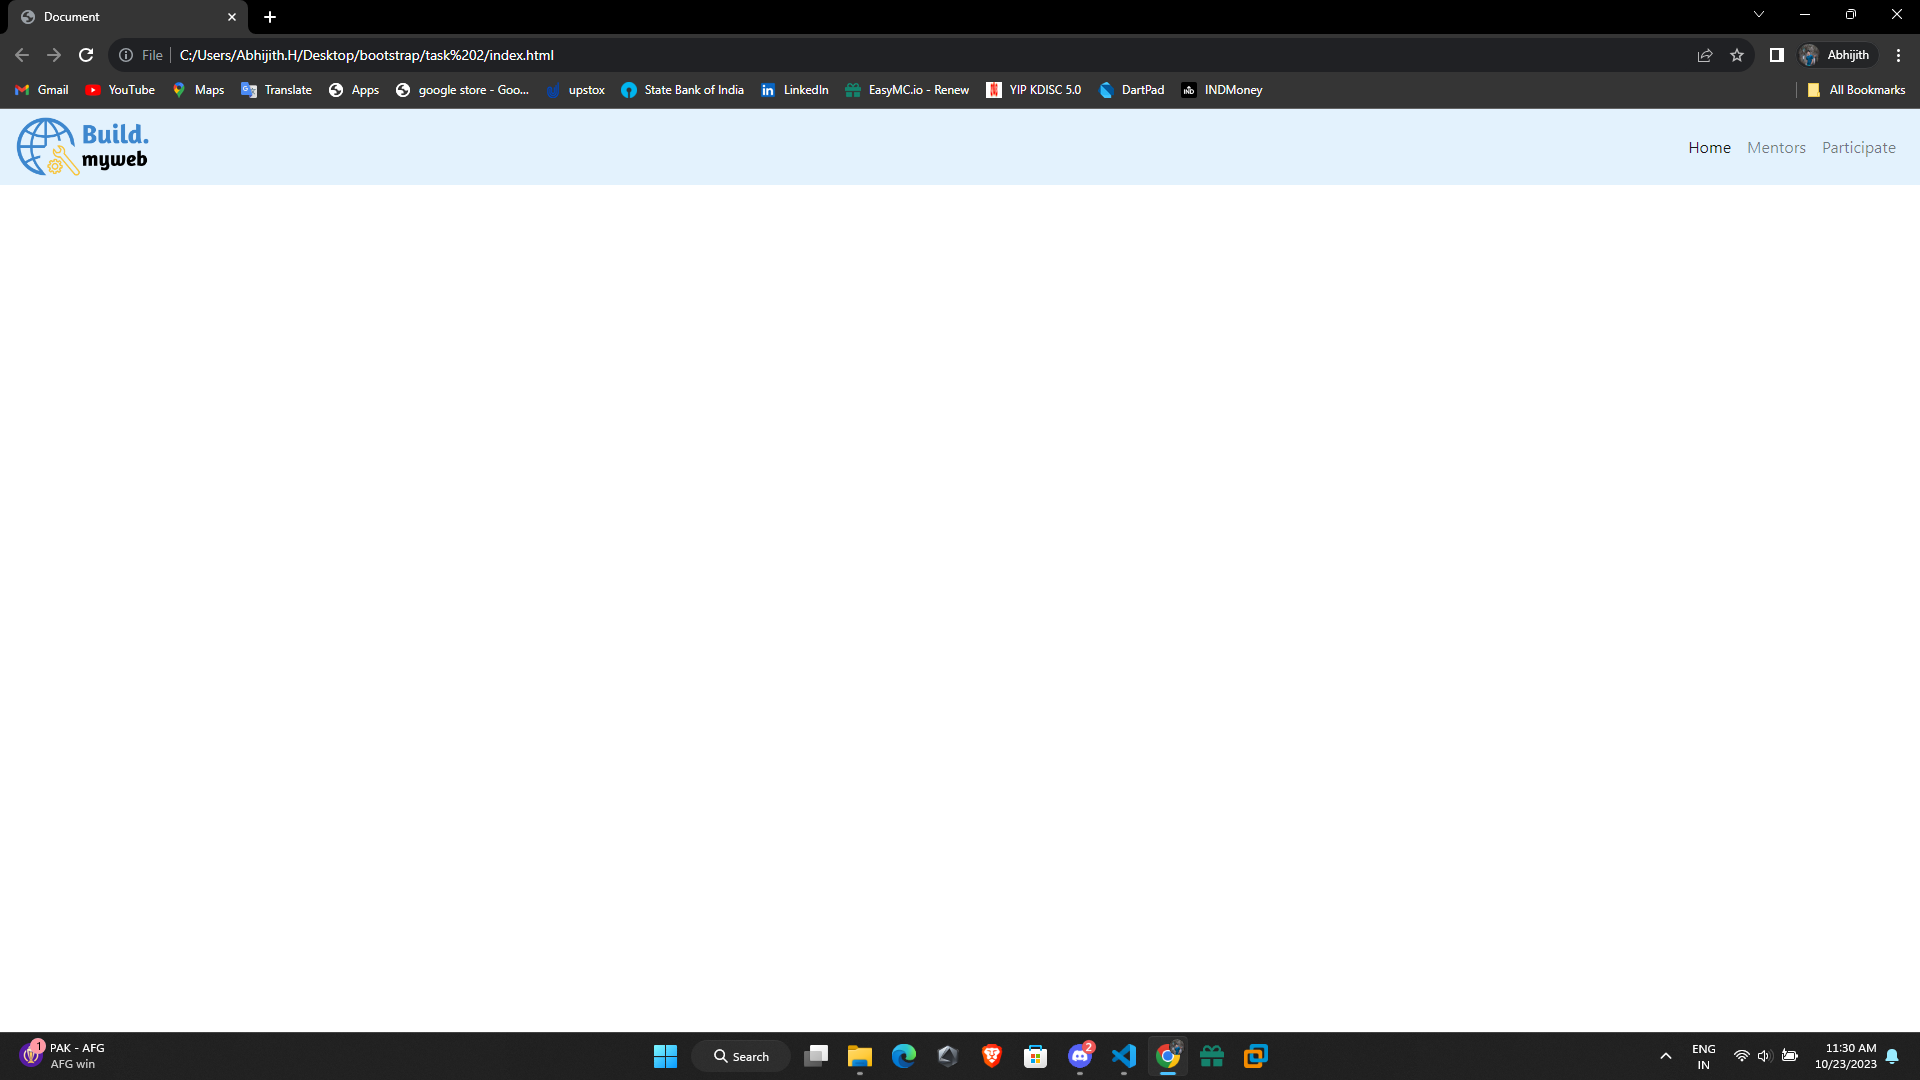 Document
File
C:/Users/Abhijith.H/Desktop/bootstrap/task%202/index.html
Abhijith
Gmail YouTube Maps Translate Apps google store - Goo... upstox State Bank of India LinkedIn EasyMC.io - Renew YIP KDISC 5.0 DartPad INDMoney All Bookmarks
Build.
myweb
Home Mentors Participate
1
PAK - AFG
AFG win
Search
2
ENG
IN
11:30 AM
10/23/2023